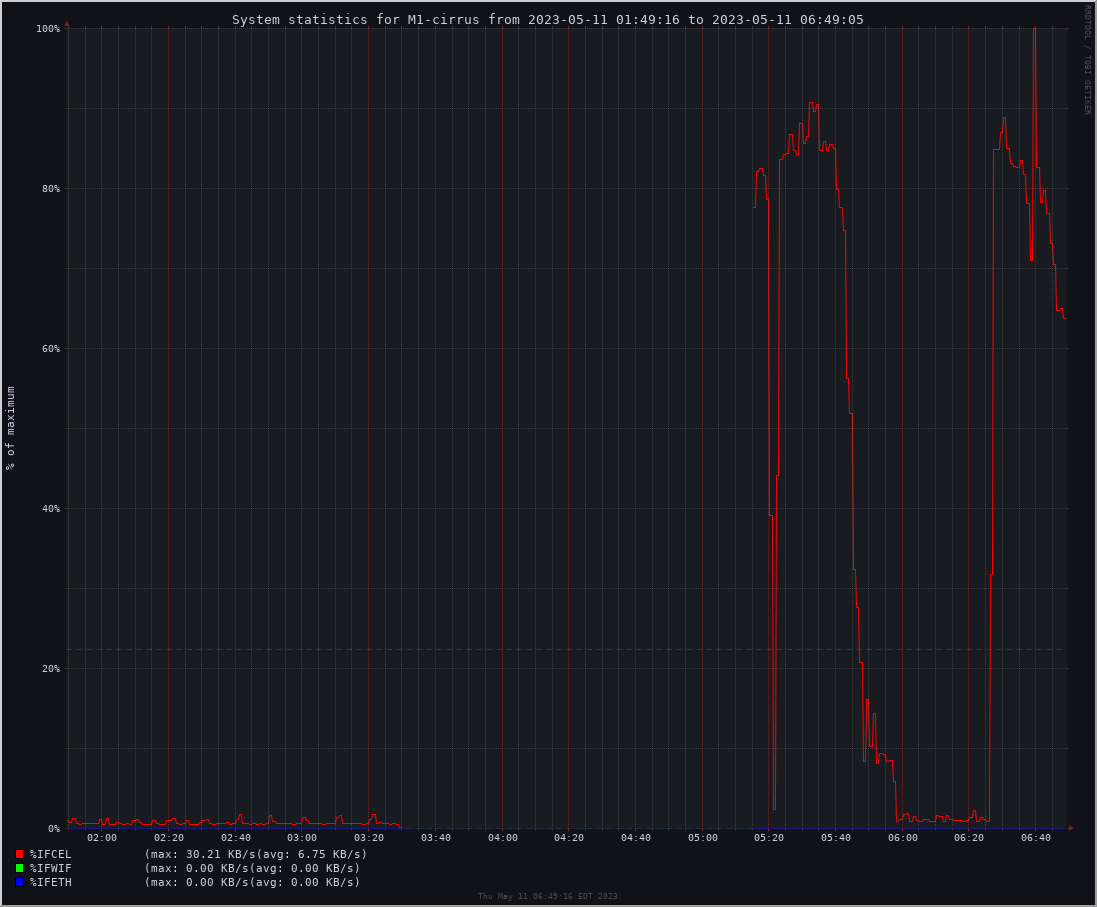 System statistics for M1-cirrus from 2023-05-11 01:49:16 to 2023-05-11 06:49:05
RRDTOOL / TOBI OETIKER
% of maximum
100%
80%
60%
40%
20%
0%
02:00 02:20 02:40 03:00 03:20 03:40 04:00 04:20 04:40 05:00 05:20 05:40 06:00 06:20 06:40
%IFCEL (max: 30.21 KB/s(avg: 6.75 KB/s)
%IFWIF (max: 0.00 KB/s(avg: 0.00 KB/s)
%IFETH (max: 0.00 KB/s(avg: 0.00 KB/s)
Thu May 11 06:49:16 EDT 2023